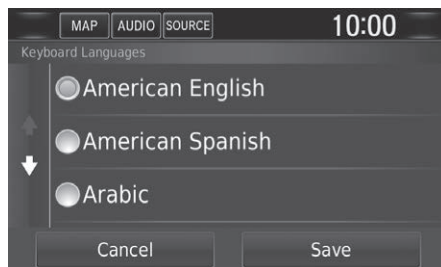 MAP AUDIO SOURCE 10:00
Keyboard Languages
American English
American Spanish
Arabic
Cancel Save